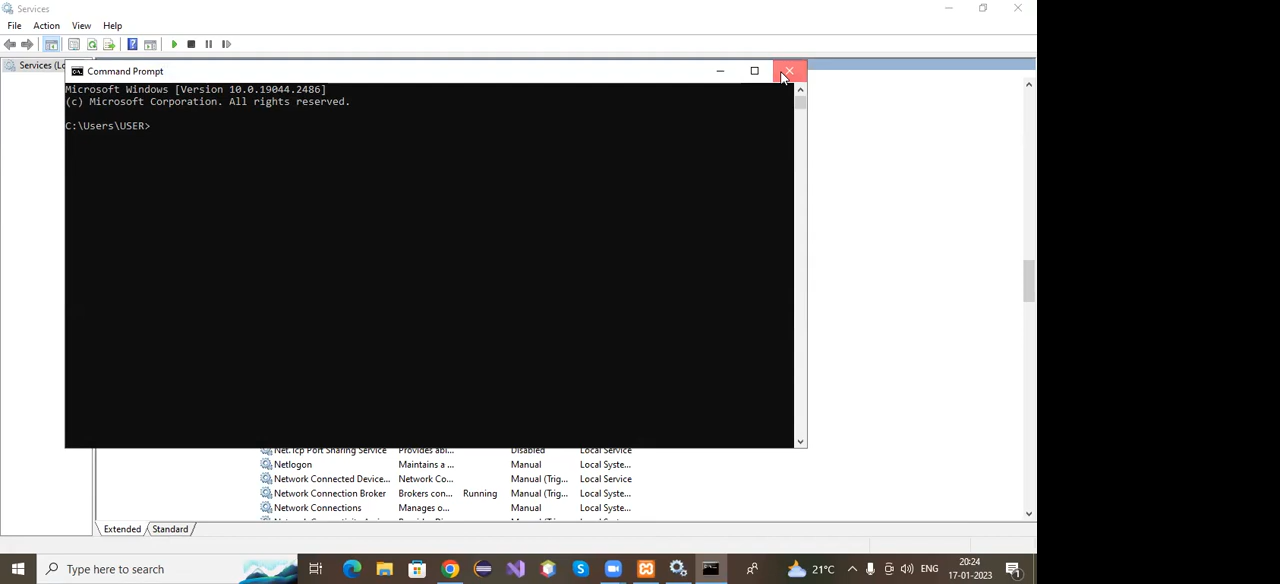 Services
File Action View Help
Services (Lo
Command Prompt
Microsoft Windows [Version 10.0.19044.2486]
(c) Microsoft Corporation. All rights reserved.
C:\Users\USER>
Net.Tcp Port Sharing Service Provides abi... Disabled Local Service
Netlogon Maintains a ... Manual Local Syste...
Network Connected Device... Network Co... Manual (Trig... Local Service
Network Connection Broker Brokers con... Running Manual (Trig... Local Syste...
Network Connections Manages o... Manual Local Syste...
Extended Standard
Type here to search
21°C
ENG
20:24
17-01-2023
1